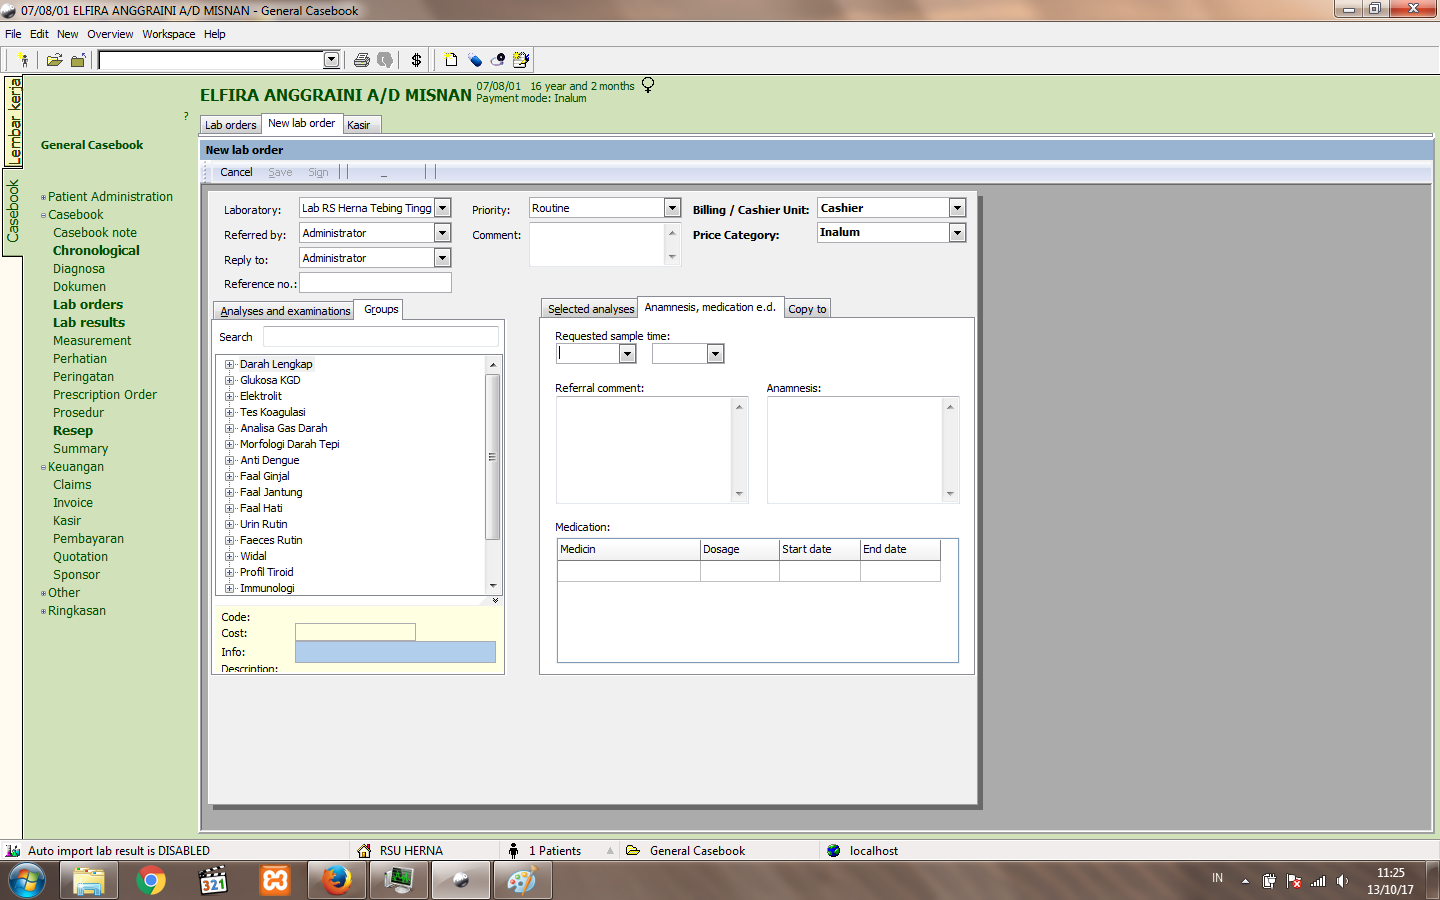 07/08/01 ELFIRA ANGGRAINI A/D MISNAN - General Casebook
File Edit New Overview Workspace Help
$
Lembar kerja
Casebook
?
General Casebook
Patient Administration
Casebook
Casebook note
Chronological
Diagnosa
Dokumen
Lab orders
Lab results
Measurement
Perhatian
Peringatan
Prescription Order
Prosedur
Resep
Summary
Keuangan
Claims
Invoice
Kasir
Pembayaran
Quotation
Sponsor
Other
Ringkasan
ELFIRA ANGGRAINI A/D MISNAN
07/08/01 16 year and 2 months
Payment mode: Inalum
Lab orders New lab order Kasir
New lab order
Cancel Save Sign
Laboratory: Lab RS Herna Tebing Tingg
Referred by: Administrator
Reply to: Administrator
Reference no.:
Priority: Routine
Comment:
Billing / Cashier Unit: Cashier
Price Category: Inalum
Analyses and examinations Groups
Search
Darah Lengkap
Glukosa KGD
Elektrolit
Tes Koagulasi
Analisa Gas Darah
Morfologi Darah Tepi
Anti Dengue
Faal Ginjal
Faal Jantung
Faal Hati
Urin Rutin
Faeces Rutin
Widal
Profil Tiroid
Immunologi
Code:
Cost:
Info:
Description:
Selected analyses Anamnesis, medication e.d. Copy to
Requested sample time:
Referral comment: Anamnesis:
Medication:
Medicin Dosage Start date End date
Auto import lab result is DISABLED RSU HERNA 1 Patients General Casebook localhost
321
IN
11:25
13/10/17